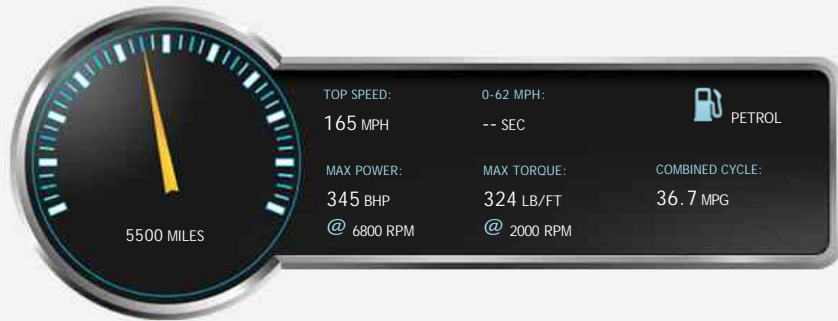 TOP SPEED:
165 MPH
0-62 MPH:
-- SEC
PETROL
MAX POWER:
345 BHP
@ 6800 RPM
MAX TORQUE:
324 LB/FT
@ 2000 RPM
COMBINED CYCLE:
36.7 MPG
5500 MILES